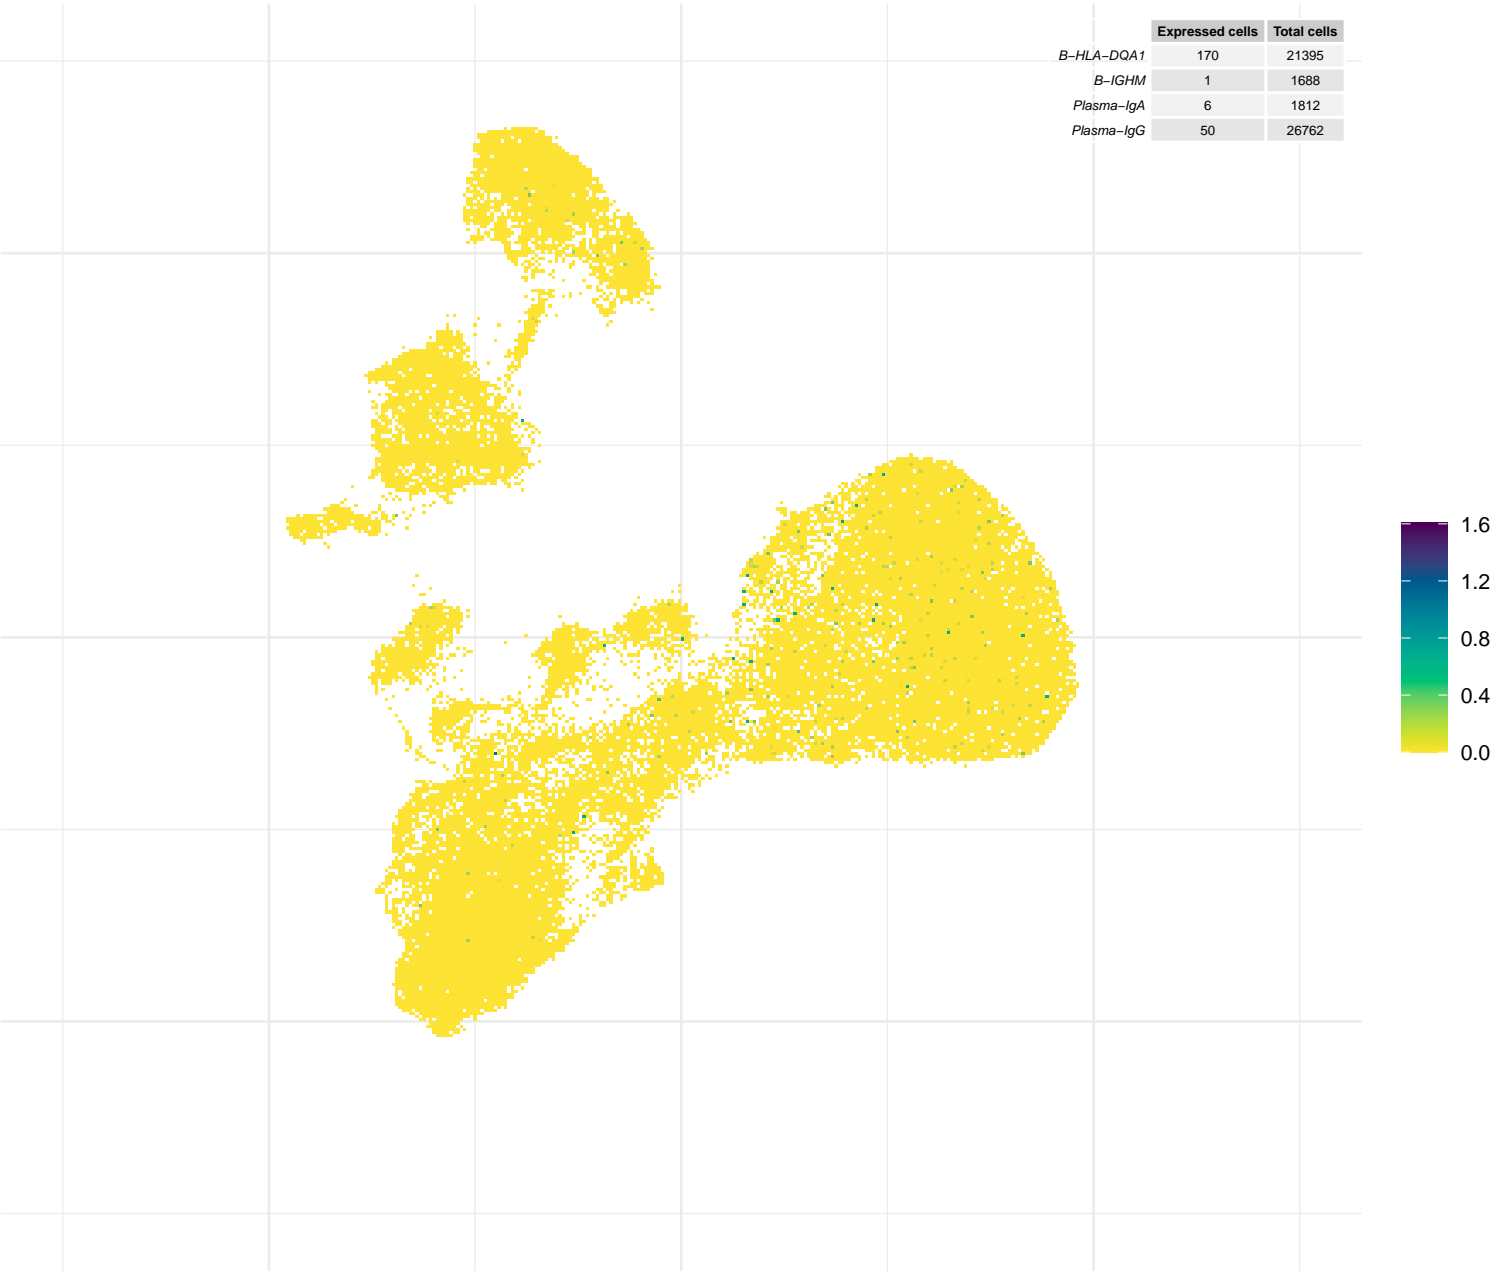 Expressed cells Total cells
B−HLA−DQA1 170 21395
B−IGHM 1 1688
Plasma−IgA 6 1812
Plasma−IgG 50 26762
1.6
1.2
0.8
0.4
0.0